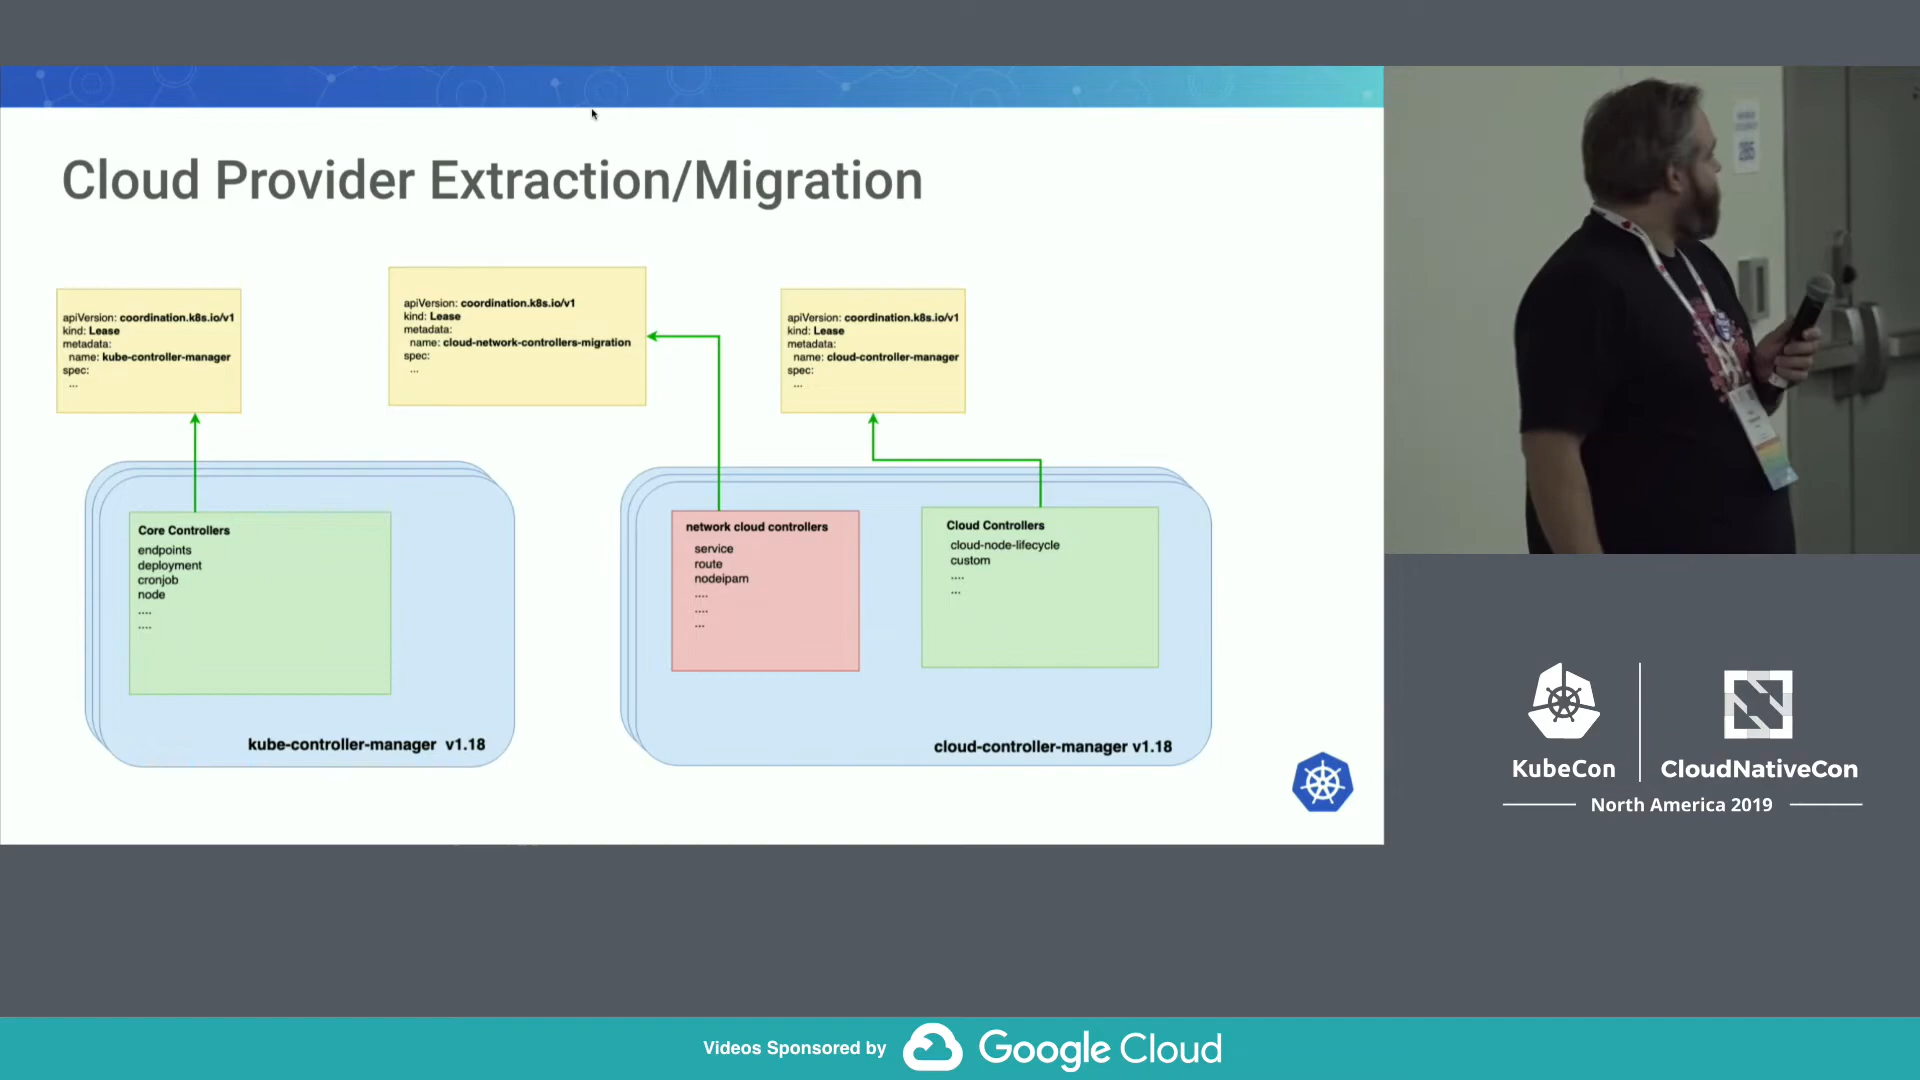 Cloud Provider Extraction/Migration
apiVersion: coordination.k8s.io/v1
kind: Lease
metadata:
name: kube-controller-manager
spec:
...
apiVersion: coordination.k8s.io/v1
kind: Lease
metadata:
name: cloud-network-controllers-migration
spec:
...
apiVersion: coordination.k8s.io/v1
kind: Lease
metadata:
name: cloud-controller-manager
spec:
...
Core Controllers
endpoints
deployment
cronjob
node
....
....
kube-controller-manager v1.18
network cloud controllers
service
route
nodeipam
....
....
...
Cloud Controllers
cloud-node-lifecycle
custom
....
...
cloud-controller-manager v1.18
285
KubeCon
CloudNativeCon
North America 2019
Videos Sponsored by
Google Cloud